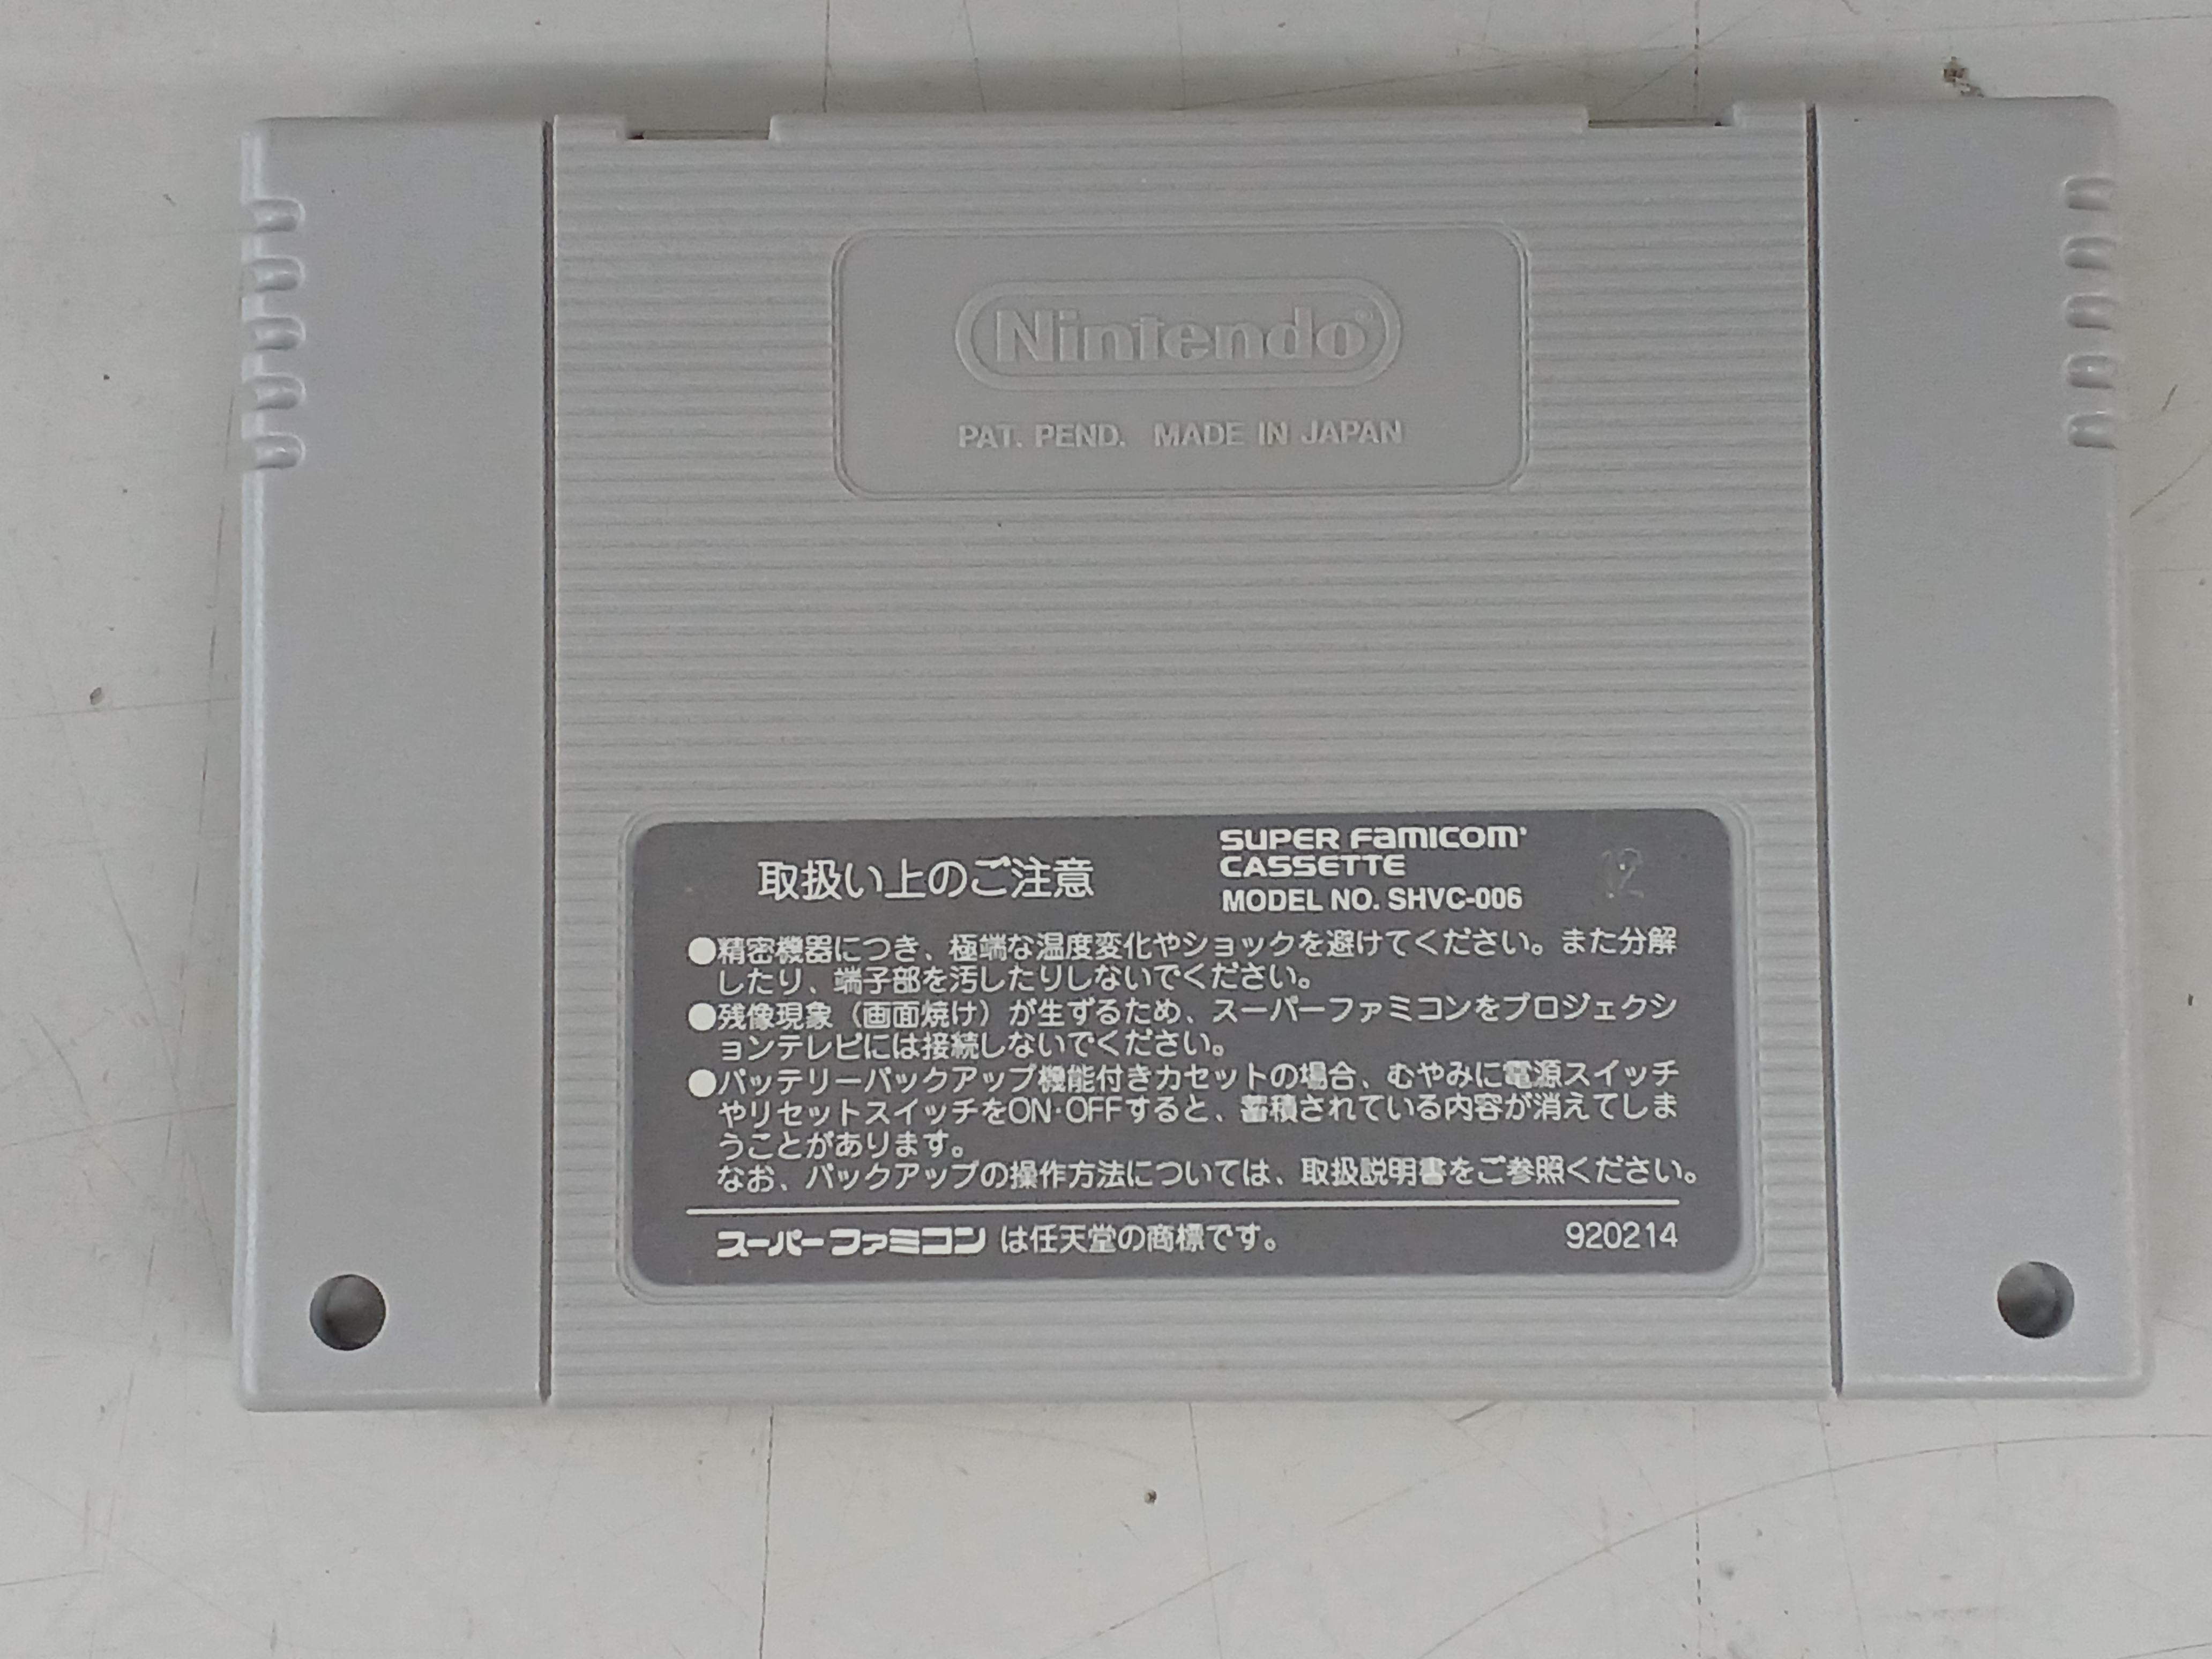 Nintendo®
PAT. PEND. MADE IN JAPAN
取扱い上のご注意
SUPER FAMICOM
CASSETTE
MODEL NO. SHVC-006
12
●精密機器につき、極端な温度変化やショックを避けてください。また分解
したり、端子部を汚したりしないでください。
●残像現象（画面焼け）が生ずるため、スーパーファミコンをプロジェクシ
ョンテレビには接続しないでください。
●バッテリーバックアップ機能付きカセットの場合、むやみに電源スイッチ
やリセットスイッチをON·OFFすると、蓄積されている内容が消えてしま
うことがあります。
なお、バックアップの操作方法については、取扱説明書をご参照ください。
スーパーファミコンは任天堂の商標です。 920214